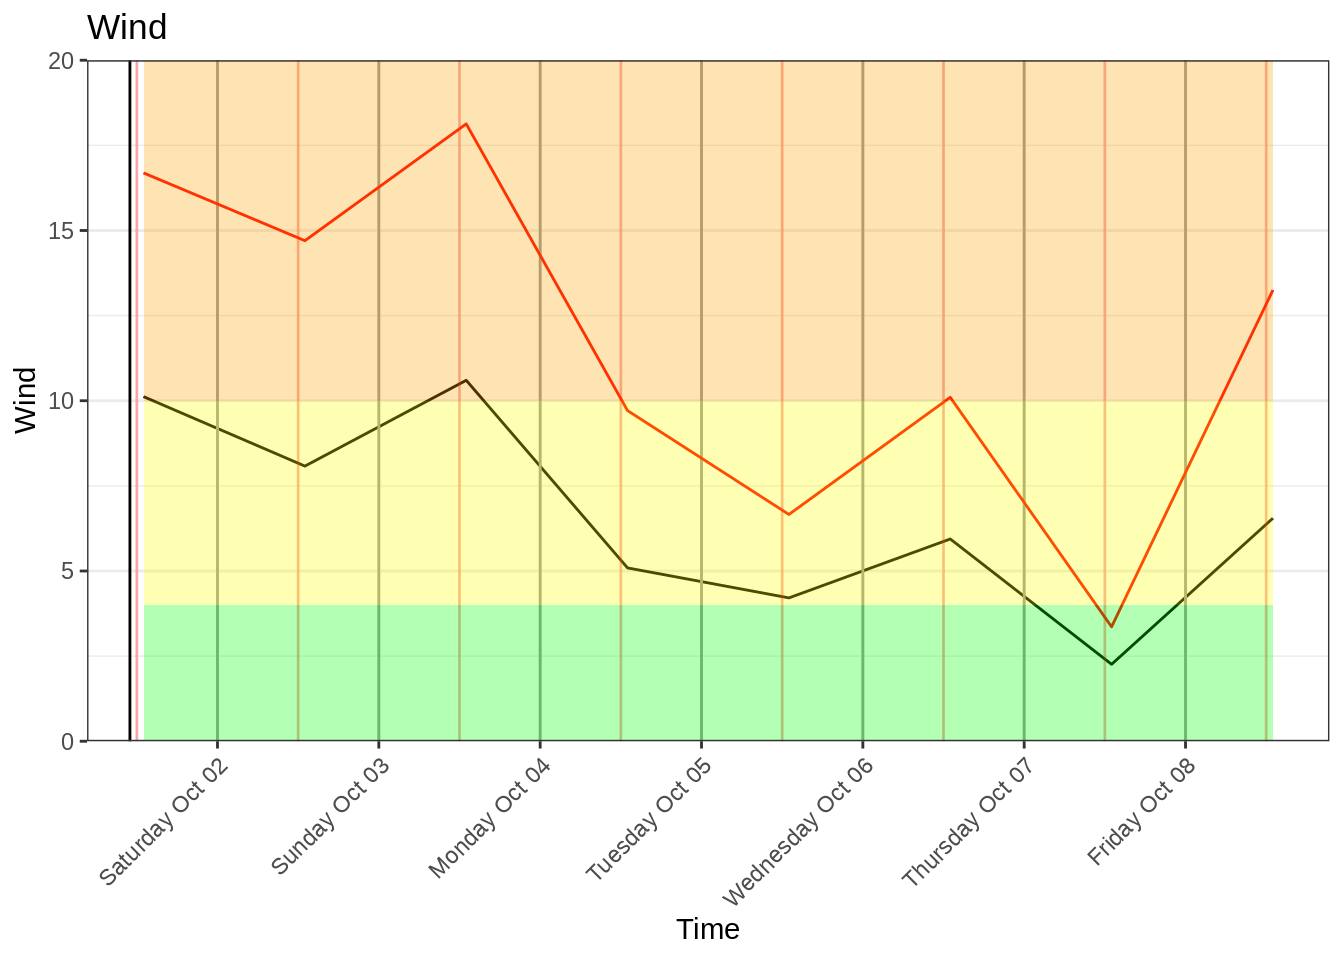 Wind
20
15
10
5
0
Wind
Saturday Oct 02
Sunday Oct 03
Monday Oct 04
Tuesday Oct 05
Wednesday Oct 06
Thursday Oct 07
Friday Oct 08
Time